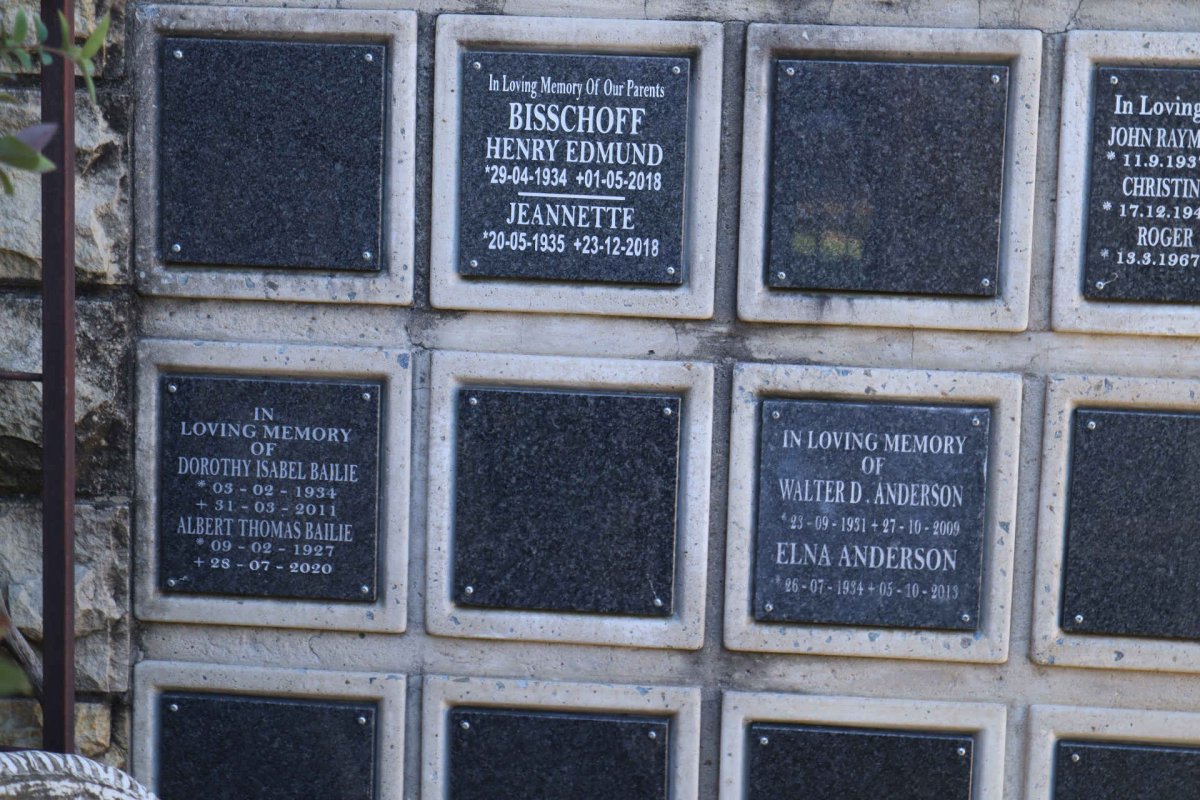 In Loving Memory Of Our Parents
BISSCHOFF
HENRY EDMUND
*29-04-1934 +01-05-2018
JEANNETTE
*20-05-1935 +23-12-2018
In Loving
JOHN RAYM
* 11.9.193
CHRISTIN
* 17.12.19
ROGER
* 13.3.1967
IN
LOVING MEMORY
OF
DOROTHY ISABEL BAILIE
* 03 - 02 - 1934
+ 31 - 03 - 2011
ALBERT THOMAS BAILIE
* 09 - 02 - 1927
+ 28 - 07 - 2020
IN LOVING MEMORY
OF
WALTER D. ANDERSON
* 23 - 09 - 1931 + 27 - 10 - 2009
ELNA ANDERSON
* 26 - 07 - 1934 + 05 - 10 - 2013